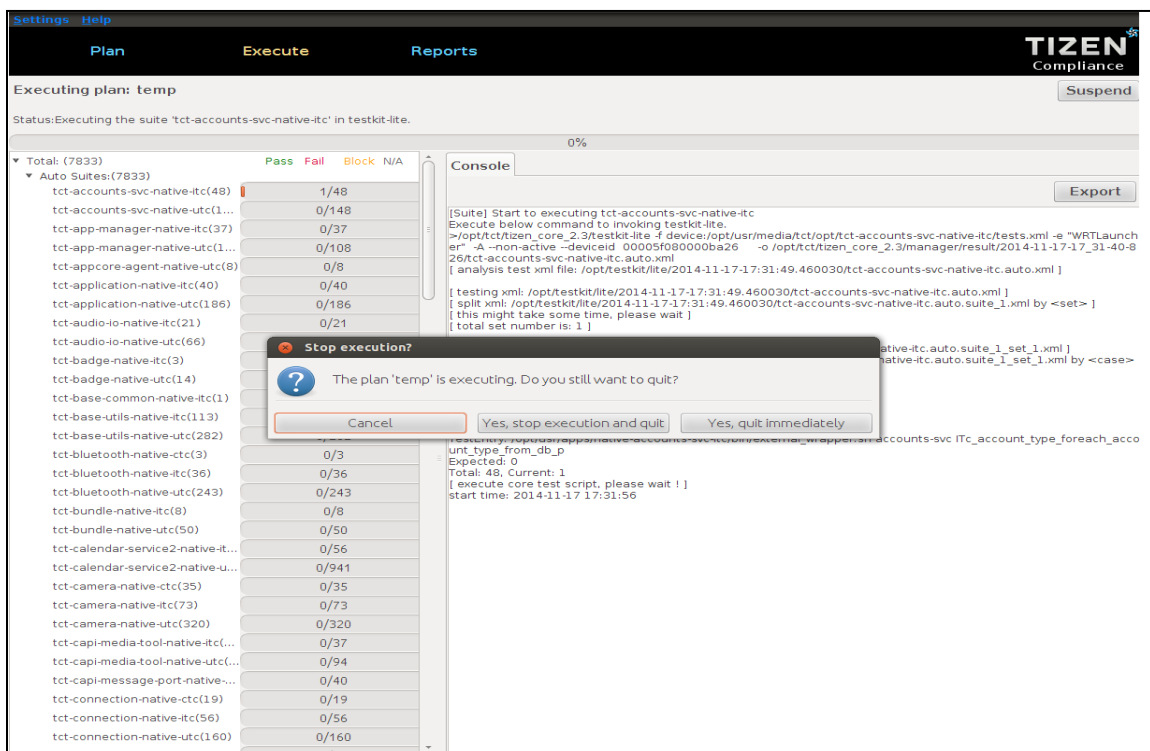 Settings Help
Plan Execute Reports
TIZEN
Compliance
Executing plan: temp
Suspend
Status:Executing the suite 'tct-accounts-svc-native-itc' in testkit-lite.
0%
Total: (7833) Pass Fail Block N/A
Auto Suites:(7833)
tct-accounts-svc-native-itc(48) 1/48
tct-accounts-svc-native-utc(1... 0/148
tct-app-manager-native-itc(37) 0/37
tct-app-manager-native-utc(1... 0/108
tct-appcore-agent-native-utc(8) 0/8
tct-application-native-itc(40) 0/40
tct-application-native-utc(186) 0/186
tct-audio-io-native-itc(21) 0/21
tct-audio-io-native-utc(66)
tct-badge-native-itc(3)
tct-badge-native-utc(14)
tct-base-common-native-itc(1)
tct-base-utils-native-itc(113)
tct-base-utils-native-utc(282)
tct-bluetooth-native-ctc(3) 0/3
tct-bluetooth-native-itc(36) 0/36
tct-bluetooth-native-utc(243) 0/243
tct-bundle-native-itc(8) 0/8
tct-bundle-native-utc(50) 0/50
tct-calendar-service2-native-it... 0/56
tct-calendar-service2-native-u... 0/941
tct-camera-native-ctc(35) 0/35
tct-camera-native-itc(73) 0/73
tct-camera-native-utc(320) 0/320
tct-capi-media-tool-native-itc(... 0/37
tct-capi-media-tool-native-utc(... 0/94
tct-capi-message-port-native-... 0/40
tct-connection-native-ctc(19) 0/19
tct-connection-native-itc(56) 0/56
tct-connection-native-utc(160) 0/160
Console
Export
[Suite] Start to executing tct-accounts-svc-native-itc
Execute below command to invoking testkit-lite.
>/opt/tct/tizen_core_2.3/testkit-lite -f device:/opt/usr/media/tct/opt/tct-accounts-svc-native-itc/tests.xml -e "WRTLaunch
er" -A --non-active --deviceid 00005f080000ba26 -o /opt/tct/tizen_core_2.3/manager/result/2014-11-17-17_31-40-8
26/tct-accounts-svc-native-itc.auto.xml
[ analysis test xml file: /opt/testkit/lite/2014-11-17-17:31:49.460030/tct-accounts-svc-native-itc.auto.xml ]
[ testing xml: /opt/testkit/lite/2014-11-17-17:31:49.460030/tct-accounts-svc-native-itc.auto.xml ]
[ split xml: /opt/testkit/lite/2014-11-17-17:31:49.460030/tct-accounts-svc-native-itc.auto.suite_1.xml by <set> ]
[ this might take some time, please wait ]
[ total set number is: 1 ]
ative-itc.auto.suite_1_set_1.xml ]
native-itc.auto.suite_1_set_1.xml by <case>
Stop execution?
The plan 'temp' is executing. Do you still want to quit?
Cancel Yes, stop execution and quit Yes, quit immediately
TestEntry: /opt/usr/apps/native-accounts-svc-itc/bin/external_wrapper.sh accounts-svc ITc_account_type_foreach_acco
unt_type_from_db_p
Expected: 0
Total: 48, Current: 1
[ execute core test script, please wait ! ]
start time: 2014-11-17 17:31:56